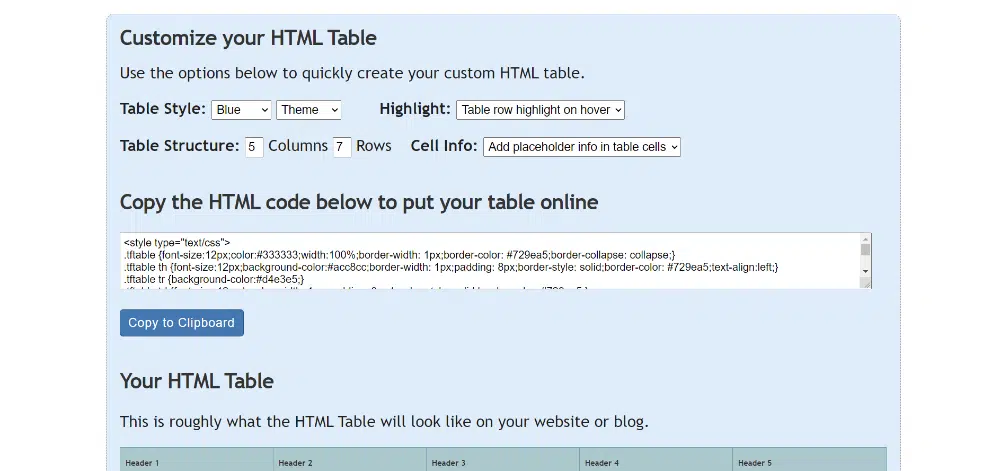 Customize your HTML Table
Use the options below to quickly create your custom HTML table.
Table Style: Blue Theme Highlight: Table row highlight on hover
Table Structure: 5 Columns 7 Rows Cell Info: Add placeholder info in table cells
Copy the HTML code below to put your table online
<style type="text/css">
.tftable {font-size:12px;color:#333333;width:100%;border-width: 1px;border-color: #729ea5;border-collapse: collapse;}
.tftable th {font-size:12px;background-color:#acc8cc;border-width: 1px;padding: 8px;border-style: solid;border-color: #729ea5;text-align:left;}
.tftable tr {background-color:#d4e3e5;}
Copy to Clipboard
Your HTML Table
This is roughly what the HTML Table will look like on your website or blog.
Header 1 Header 2 Header 3 Header 4 Header 5